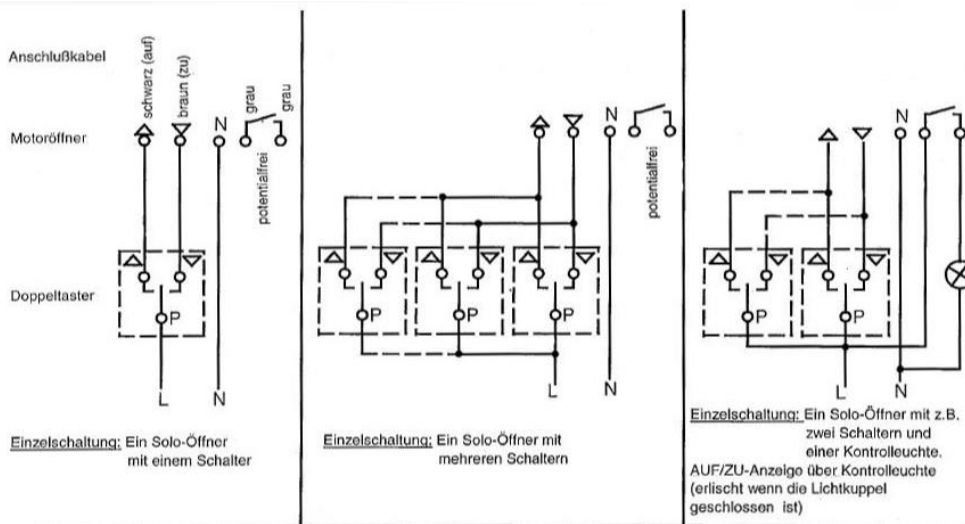 Anschlußkabel
schwarz (auf)
braun (zu)
Motoröffner
N
grau
grau
potentialfrei
Doppeltaster
P
L
N
Einzelschaltung: Ein Solo-Öffner
mit einem Schalter
N
potentialfrei
P
P
P
L
N
Einzelschaltung: Ein Solo-Öffner mit
mehreren Schaltern
N
P
P
L
N
Einzelschaltung: Ein Solo-Öffner mit z.B.
zwei Schaltern und
einer Kontrolleuchte.
AUF/ZU-Anzeige über Kontrolleuchte
(erlischt wenn die Lichtkuppel
geschlossen ist)